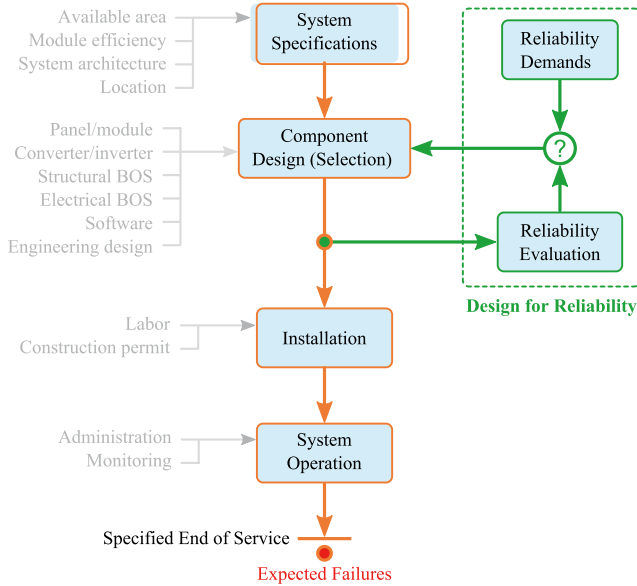 Available area
Module efficiency
System architecture
Location
System
Specifications
Reliability
Demands
Panel/module
Converter/inverter
Structural BOS
Electrical BOS
Software
Engineering design
Component
Design (Selection)
?
Reliability
Evaluation
Design for Reliability
Labor
Construction permit
Installation
Administration
Monitoring
System
Operation
Specified End of Service
Expected Failures